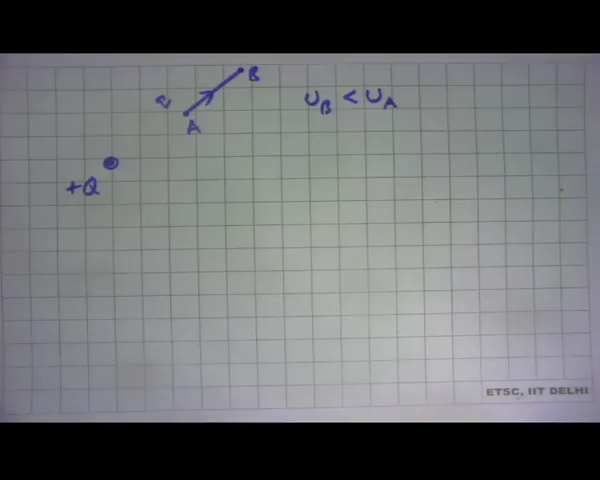 B
q
U_B < U_A
A
+Q
ETSC, IIT DELHI